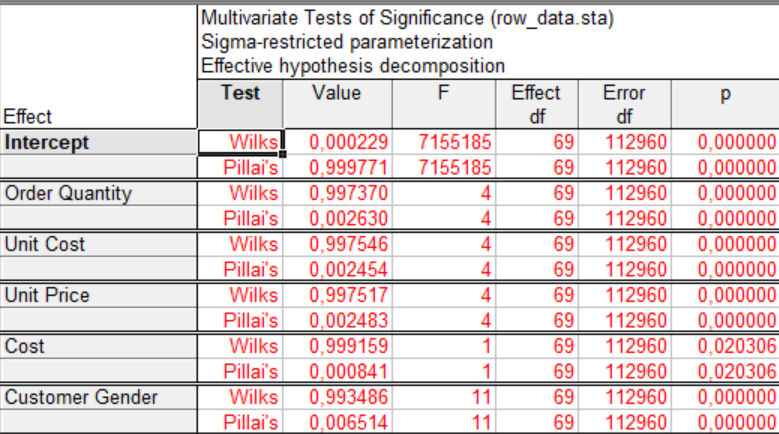 Multivariate Tests of Significance (row_data.sta)
Sigma-restricted parameterization
Effective hypothesis decomposition
Effect Test Value F Effect df Error df p
Intercept Wilks 0,000229 7155185 69 112960 0,000000
Pillai's 0,999771 7155185 69 112960 0,000000
Order Quantity Wilks 0,997370 4 69 112960 0,000000
Pillai's 0,002630 4 69 112960 0,000000
Unit Cost Wilks 0,997546 4 69 112960 0,000000
Pillai's 0,002454 4 69 112960 0,000000
Unit Price Wilks 0,997517 4 69 112960 0,000000
Pillai's 0,002483 4 69 112960 0,000000
Cost Wilks 0,999159 1 69 112960 0,020306
Pillai's 0,000841 1 69 112960 0,020306
Customer Gender Wilks 0,993486 11 69 112960 0,000000
Pillai's 0,006514 11 69 112960 0,000000